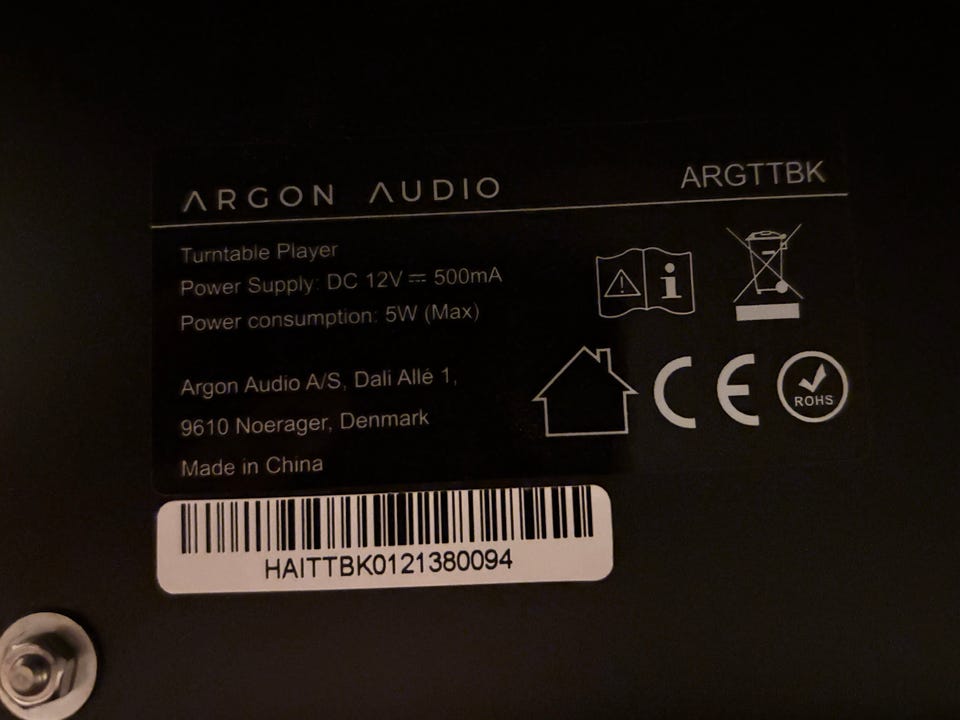 ARGON AUDIO ARGTTBK
Turntable Player
Power Supply: DC 12V ⎓ 500mA
Power consumption: 5W (Max)
Argon Audio A/S, Dali Allé 1,
9610 Noerager, Denmark
Made in China
i
CE
ROHS
HAITTBK0121380094